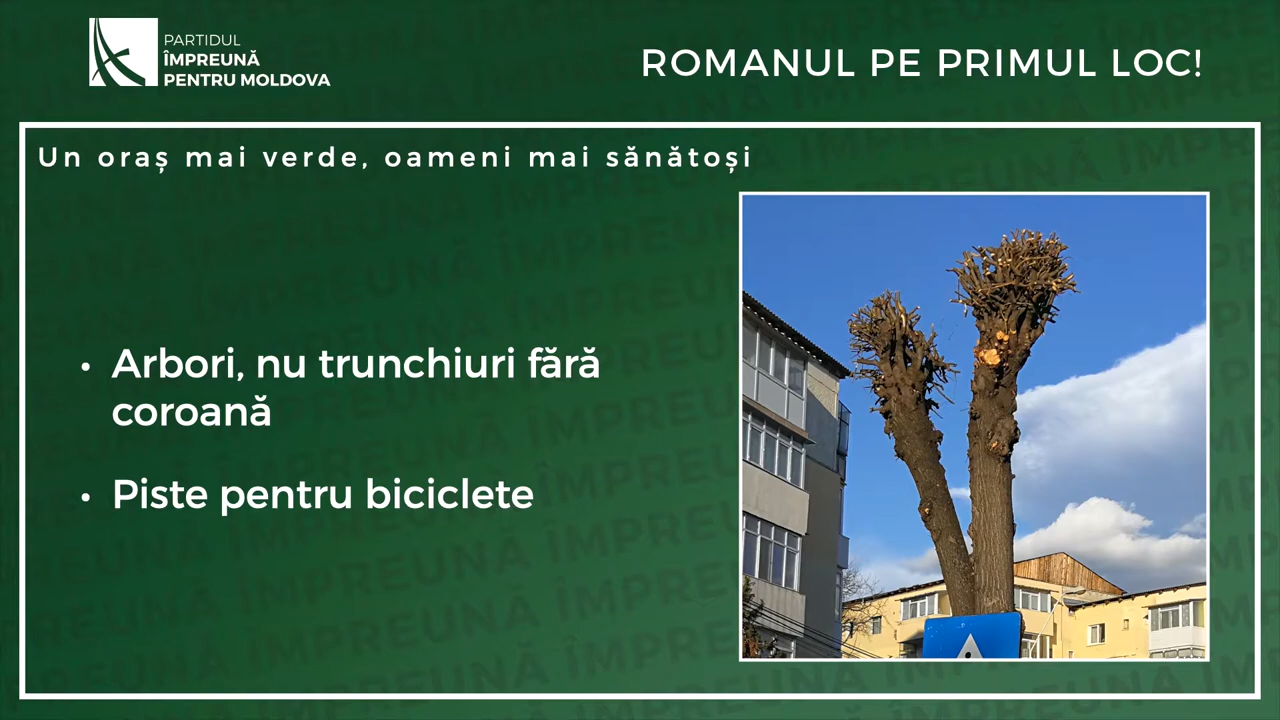 PARTIDUL
ÎMPREUNĂ
PENTRU MOLDOVA
ROMANUL PE PRIMUL LOC!
Un oraș mai verde, oameni mai sănătoși
• Arbori, nu trunchiuri fără
coroană
• Piste pentru biciclete